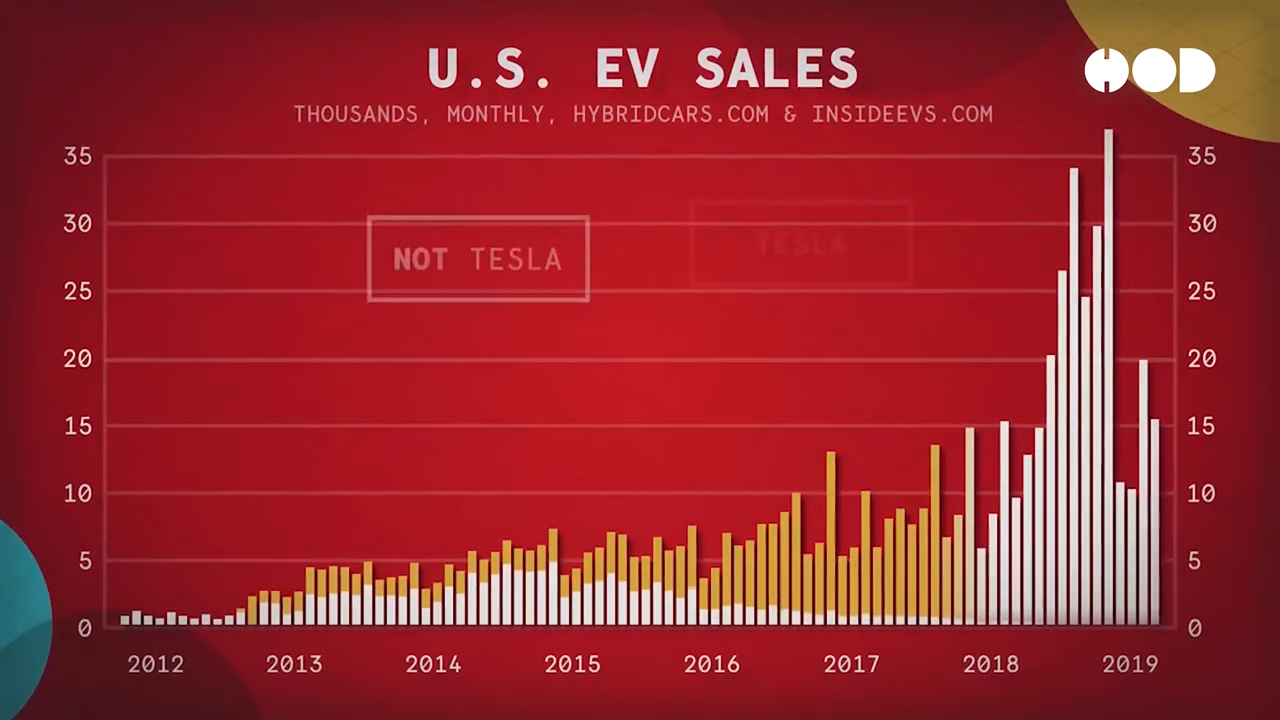 U.S. EV SALES
HOD
THOUSANDS, MONTHLY, HYBRIDCARS.COM & INSIDEEVS.COM
35 35
30 30
NOT TESLA
TESLA
25 25
20 20
15 15
10 10
5 5
0 0
2012 2013 2014 2015 2016 2017 2018 2019